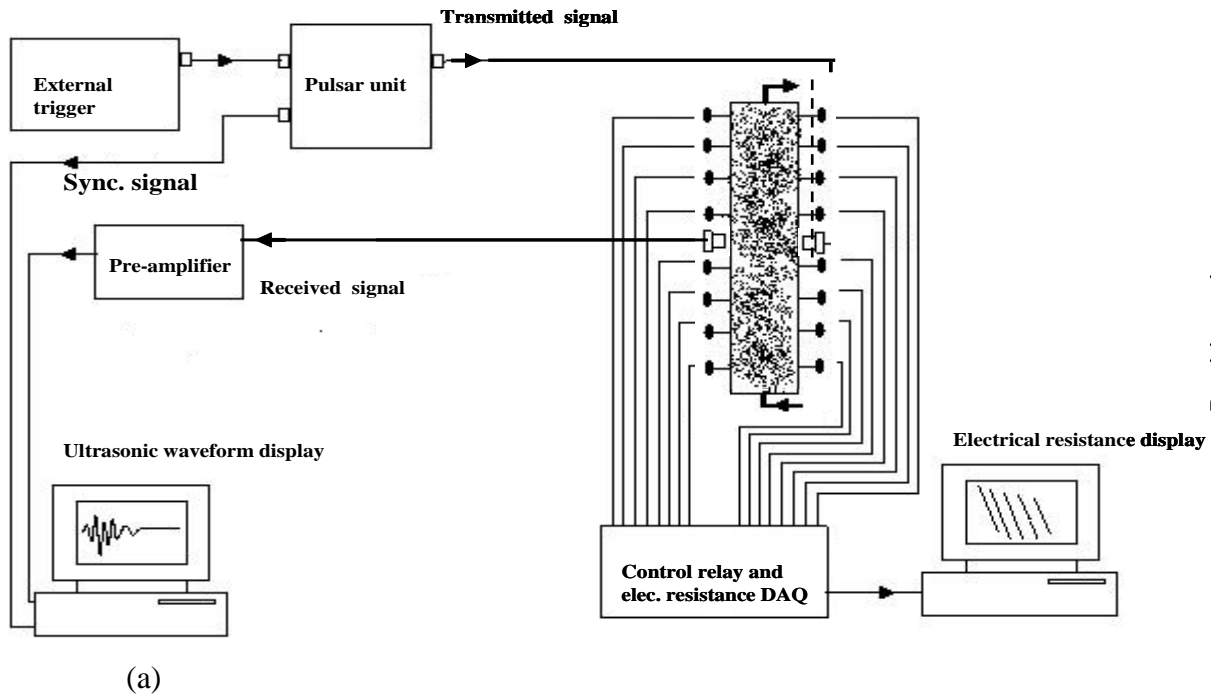 Transmitted signal
External
trigger
Pulsar unit
Sync. signal
Pre-amplifier
Received signal
Ultrasonic waveform display
Electrical resistance display
Control relay and
elec. resistance DAQ
(a)